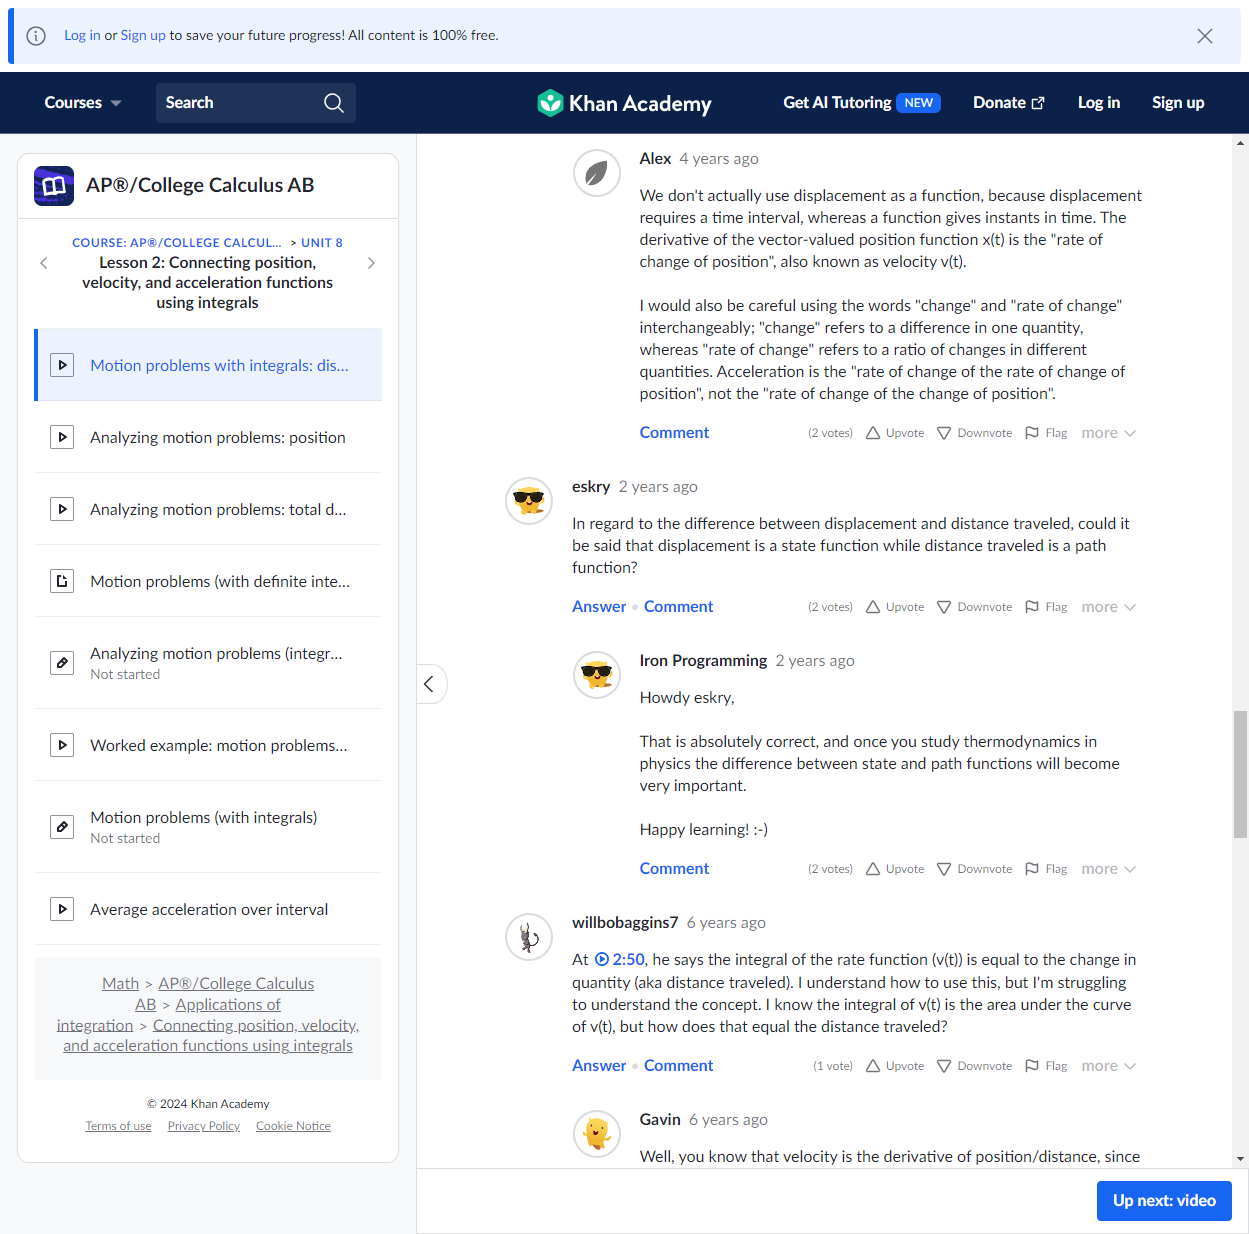 Log in or Sign up to save your future progress! All content is 100% free.
Courses
Search
Khan Academy
Get AI Tutoring NEW
Donate
Log in
Sign up
AP®/College Calculus AB
COURSE: AP®/COLLEGE CALCUL... > UNIT 8
Lesson 2: Connecting position,
velocity, and acceleration functions
using integrals
Motion problems with integrals: dis...
Analyzing motion problems: position
Analyzing motion problems: total d...
Motion problems (with definite inte...
Analyzing motion problems (integr...
Not started
Worked example: motion problems...
Motion problems (with integrals)
Not started
Average acceleration over interval
Math > AP®/College Calculus
AB > Applications of
integration > Connecting position, velocity,
and acceleration functions using integrals
© 2024 Khan Academy
Terms of use Privacy Policy Cookie Notice
Alex 4 years ago
We don't actually use displacement as a function, because displacement
requires a time interval, whereas a function gives instants in time. The
derivative of the vector-valued position function x(t) is the "rate of
change of position", also known as velocity v(t).
I would also be careful using the words "change" and "rate of change"
interchangeably; "change" refers to a difference in one quantity,
whereas "rate of change" refers to a ratio of changes in different
quantities. Acceleration is the "rate of change of the rate of change of
position", not the "rate of change of the change of position".
Comment (2 votes) Upvote Downvote Flag more
eskry 2 years ago
In regard to the difference between displacement and distance traveled, could it
be said that displacement is a state function while distance traveled is a path
function?
Answer • Comment (2 votes) Upvote Downvote Flag more
Iron Programming 2 years ago
Howdy eskry,
That is absolutely correct, and once you study thermodynamics in
physics the difference between state and path functions will become
very important.
Happy learning! :-)
Comment (2 votes) Upvote Downvote Flag more
willbobaggins7 6 years ago
At 2:50, he says the integral of the rate function (v(t)) is equal to the change in
quantity (aka distance traveled). I understand how to use this, but I'm struggling
to understand the concept. I know the integral of v(t) is the area under the curve
of v(t), but how does that equal the distance traveled?
Answer • Comment (1 vote) Upvote Downvote Flag more
Gavin 6 years ago
Well, you know that velocity is the derivative of position/distance, since
Up next: video